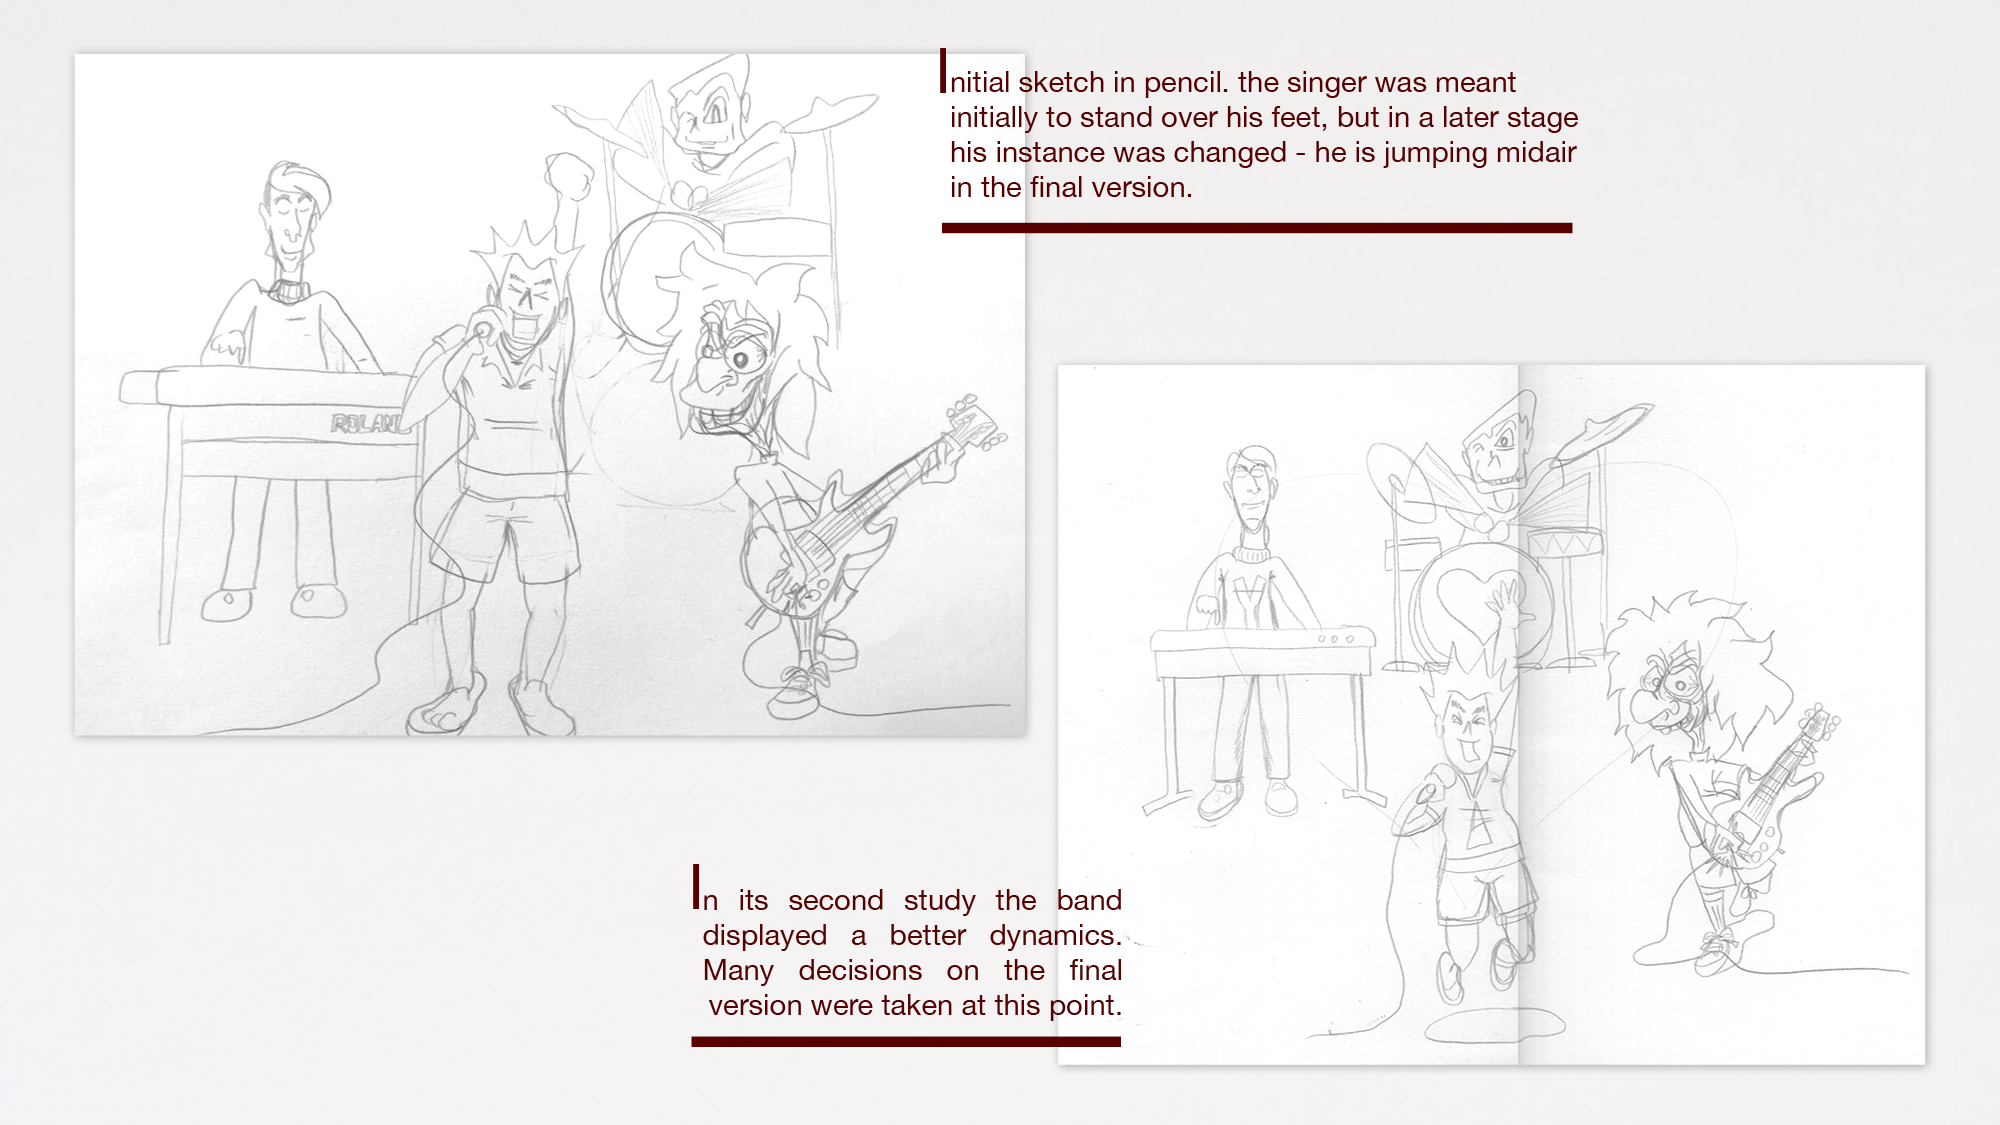 Initial sketch in pencil. the singer was meant
initially to stand over his feet, but in a later stage
his instance was changed - he is jumping midair
in the final version.
ROLAND
In its second study the band
displayed a better dynamics.
Many decisions on the final
version were taken at this point.